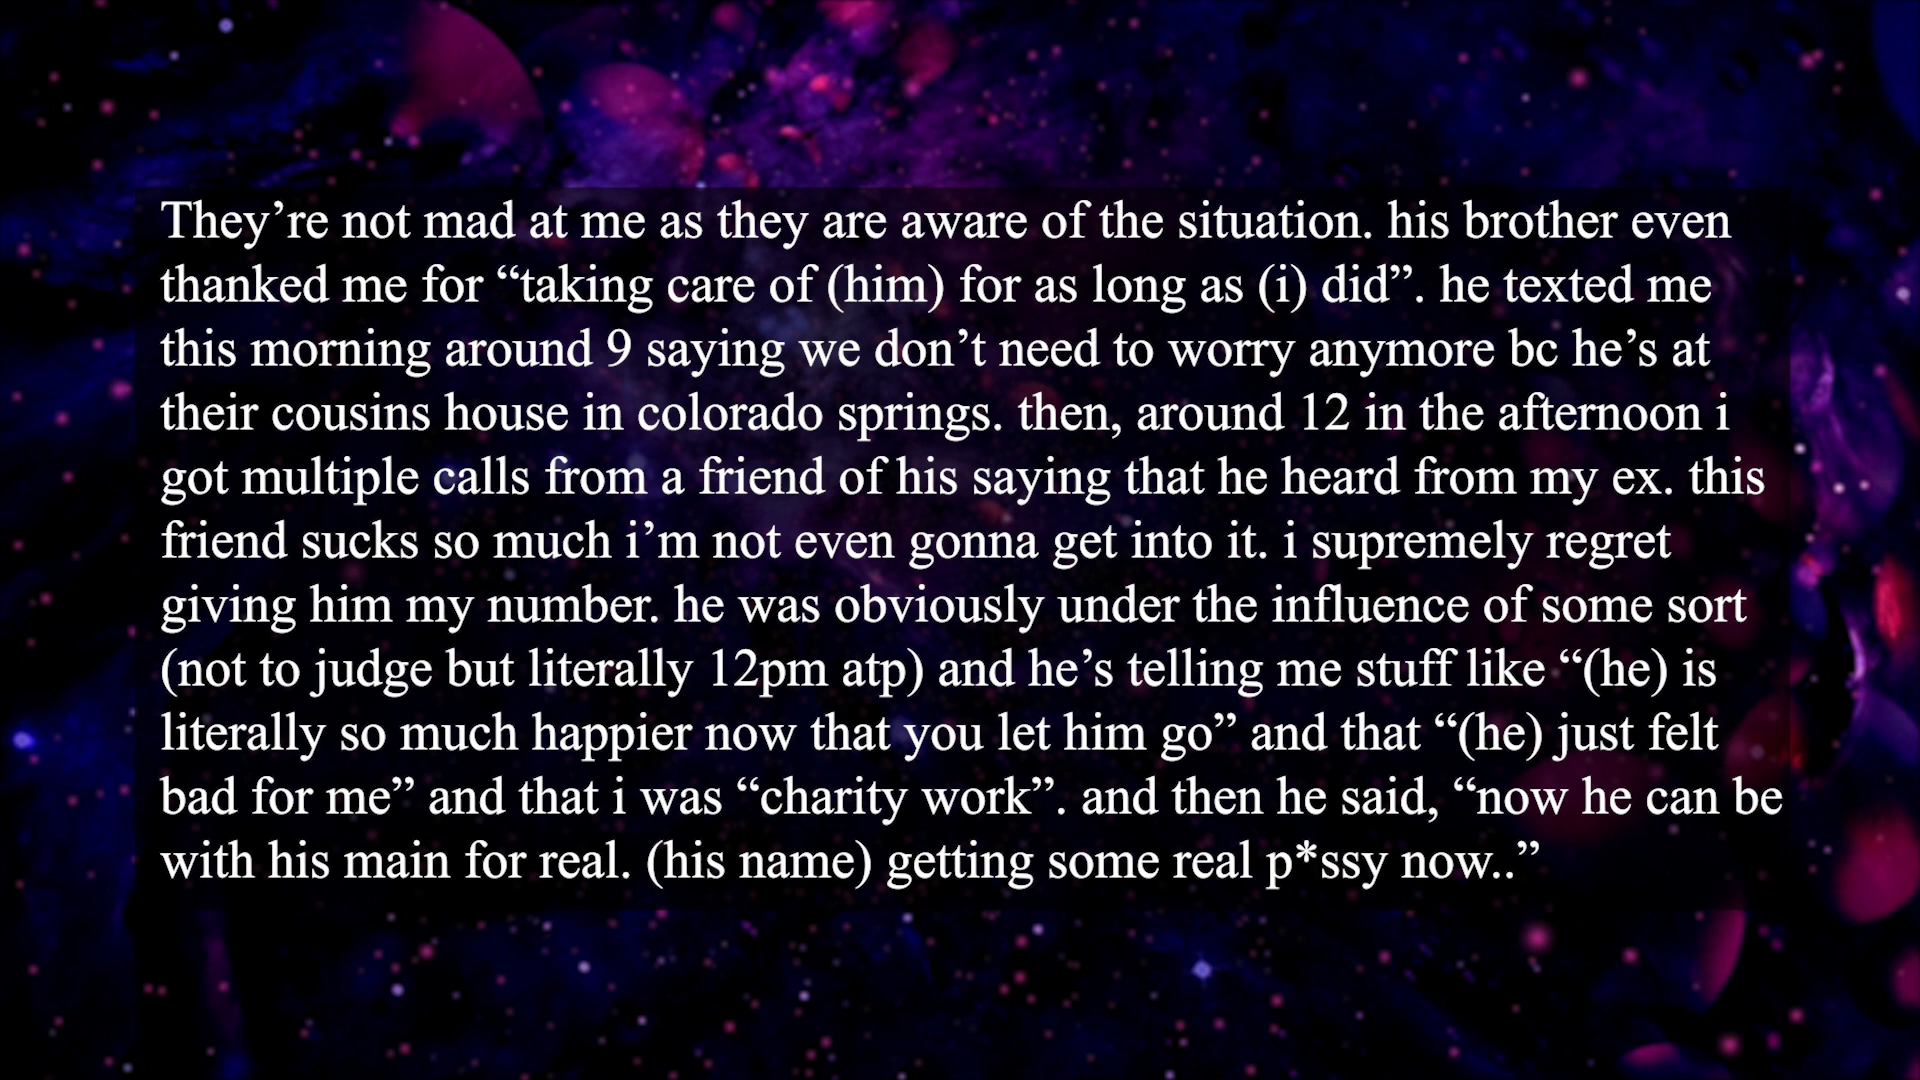 They’re not mad at me as they are aware of the situation. his brother even
thanked me for “taking care of (him) for as long as (i) did”. he texted me
this morning around 9 saying we don’t need to worry anymore bc he’s at
their cousins house in colorado springs. then, around 12 in the afternoon i
got multiple calls from a friend of his saying that he heard from my ex. this
friend sucks so much i’m not even gonna get into it. i supremely regret
giving him my number. he was obviously under the influence of some sort
(not to judge but literally 12pm atp) and he’s telling me stuff like “(he) is
literally so much happier now that you let him go” and that “(he) just felt
bad for me” and that i was “charity work”. and then he said, “now he can be
with his main for real. (his name) getting some real p*ssy now..”